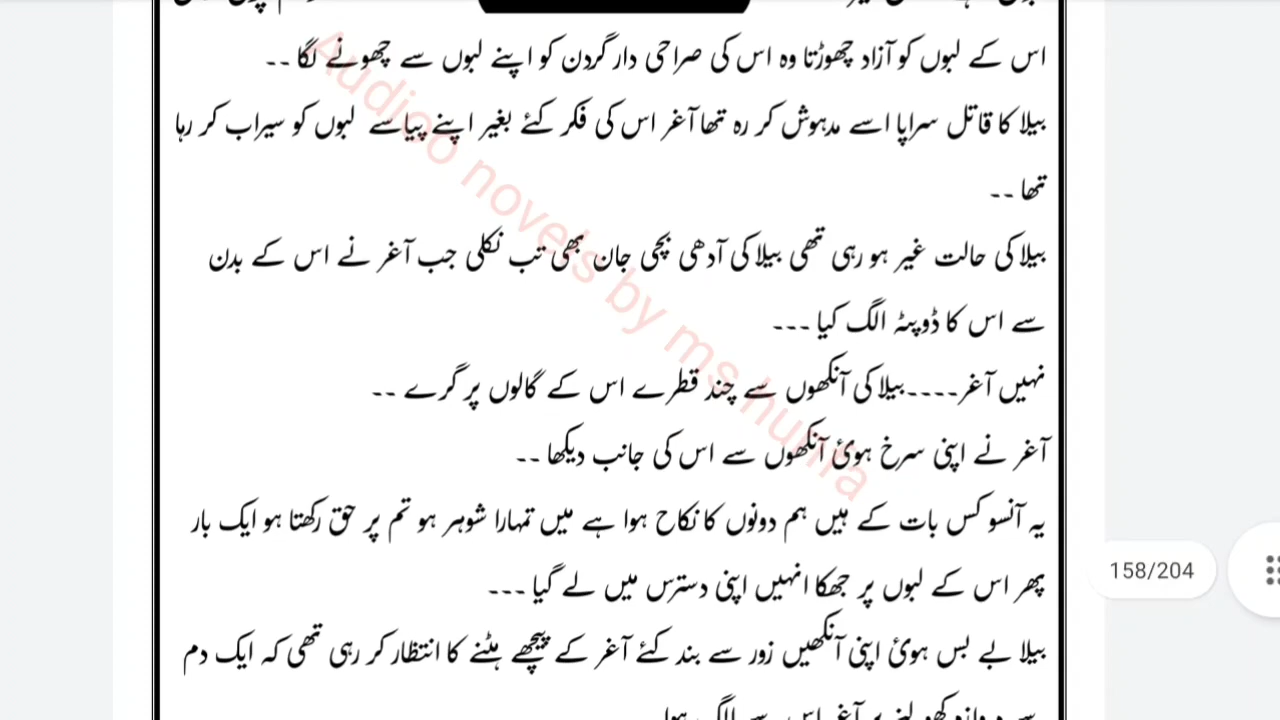 اس کے لبوں کو آزاد چھوڑتا وہ اس کی صراحی دار گردن کو اپنے لبوں سے چھونے لگا --
بیلا کا قاتل سراپا اسے مدہوش کر رہ تھا آغر اس کی فکر کئے بغیر اپنے پیاسے لبوں کو سیراب کر رہا
تھا --
بیلا کی حالت غیر ہو رہی تھی بیلا کی آدھی بچی جان بھی تب نکلی جب آغر نے اس کے بدن
سے اس کا ڈوپٹہ الگ کیا ---
نہیں آغر----بیلا کی آنکھوں سے چند قطرے اس کے گالوں پر گرے --
آغر نے اپنی سرخ ہوئ آنکھوں سے اس کی جانب دیکھا --
یہ آنسو کس بات کے ہیں ہم دونوں کا نکاح ہوا ہے میں تمہارا شوہر ہو تم پر حق رکھتا ہو ایک بار
پھر اس کے لبوں پر جھکا انہیں اپنی دسترس میں لے گیا ---
بیلا بے بس ہوئ اپنی آنکھیں زور سے بند کئے آغر کے پیچھے ہٹنے کا انتظار کر رہی تھی کہ ایک دم
Audioo novels by ms humfa
158/204